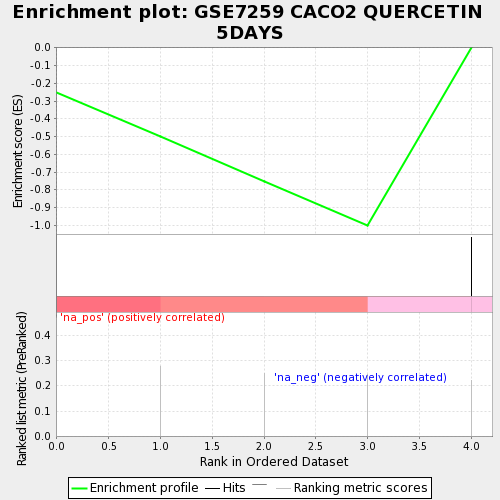 Enrichment plot: GSE7259 CACO2 QUERCETIN
5DAYS
Enrichment score (ES)
0.0
-0.1
-0.2
-0.3
-0.4
-0.5
-0.6
-0.7
-0.8
-0.9
-1.0
'na_pos' (positively correlated)
'na_neg' (negatively correlated)
Ranked list metric (PreRanked)
0.4
0.3
0.2
0.1
0.0
0.0 0.5 1.0 1.5 2.0 2.5 3.0 3.5 4.0
Rank in Ordered Dataset
Enrichment profile Hits Ranking metric scores